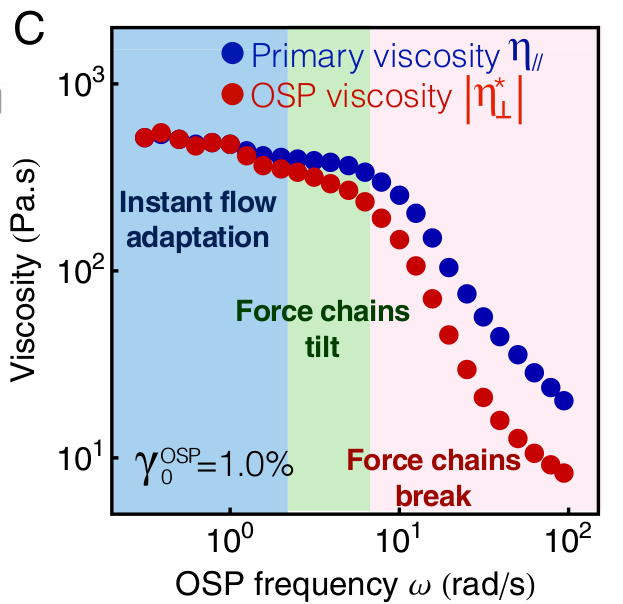 C
Primary viscosity η//
OSP viscosity |η*⊥|
Viscosity (Pa.s)
10³
10²
10¹
Instant flow
adaptation
Force chains
tilt
Force chains
break
γ₀ᴼˢᴾ=1.0%
10⁰
10¹
10²
OSP frequency ω (rad/s)